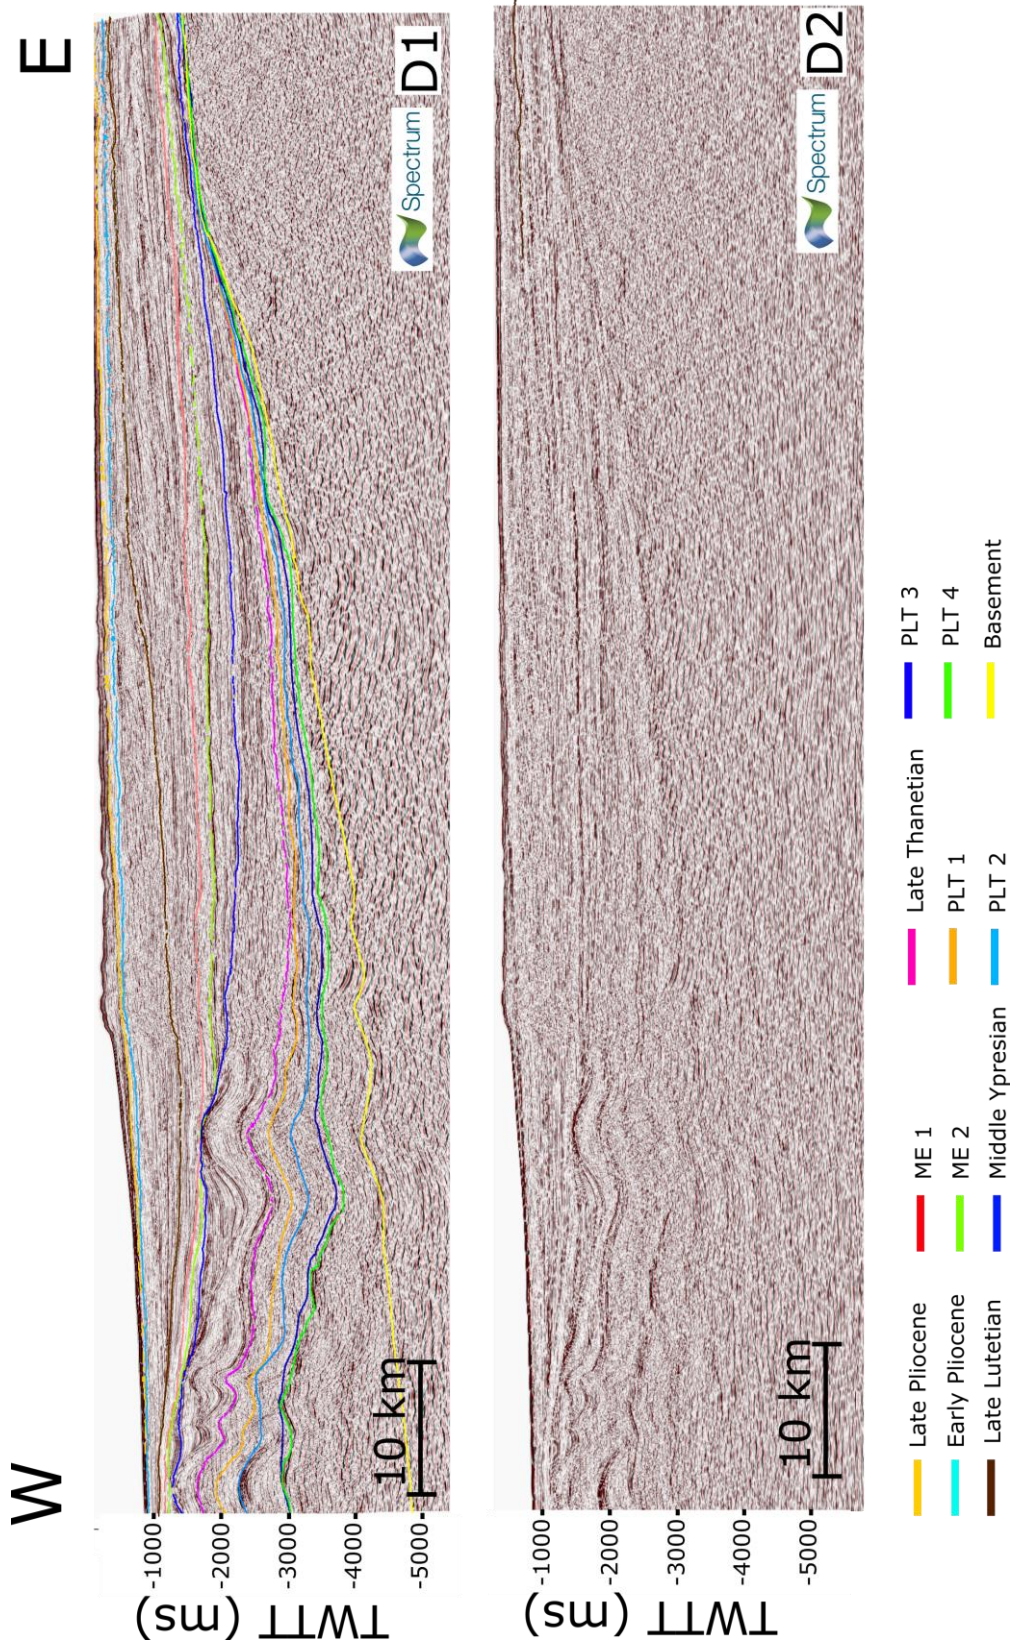 W
E
TWTT (ms)
-1000
-2000
-3000
-4000
-5000
10 km
Spectrum
D1
TWTT (ms)
-1000
-2000
-3000
-4000
-5000
10 km
Spectrum
D2
Late Pliocene
Early Pliocene
Late Lutetian
ME 1
ME 2
Middle Ypresian
Late Thanetian
PLT 1
PLT 2
PLT 3
PLT 4
Basement